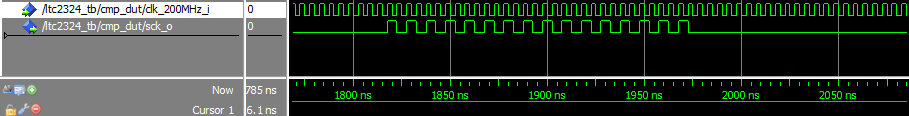 /ltc2324_tb/cmp_dut/clk_200MHz_i 0
/ltc2324_tb/cmp_dut/sck_o 0
Now 785 ns
Cursor 1 6.1 ns
1800 ns 1850 ns 1900 ns 1950 ns 2000 ns 2050 ns